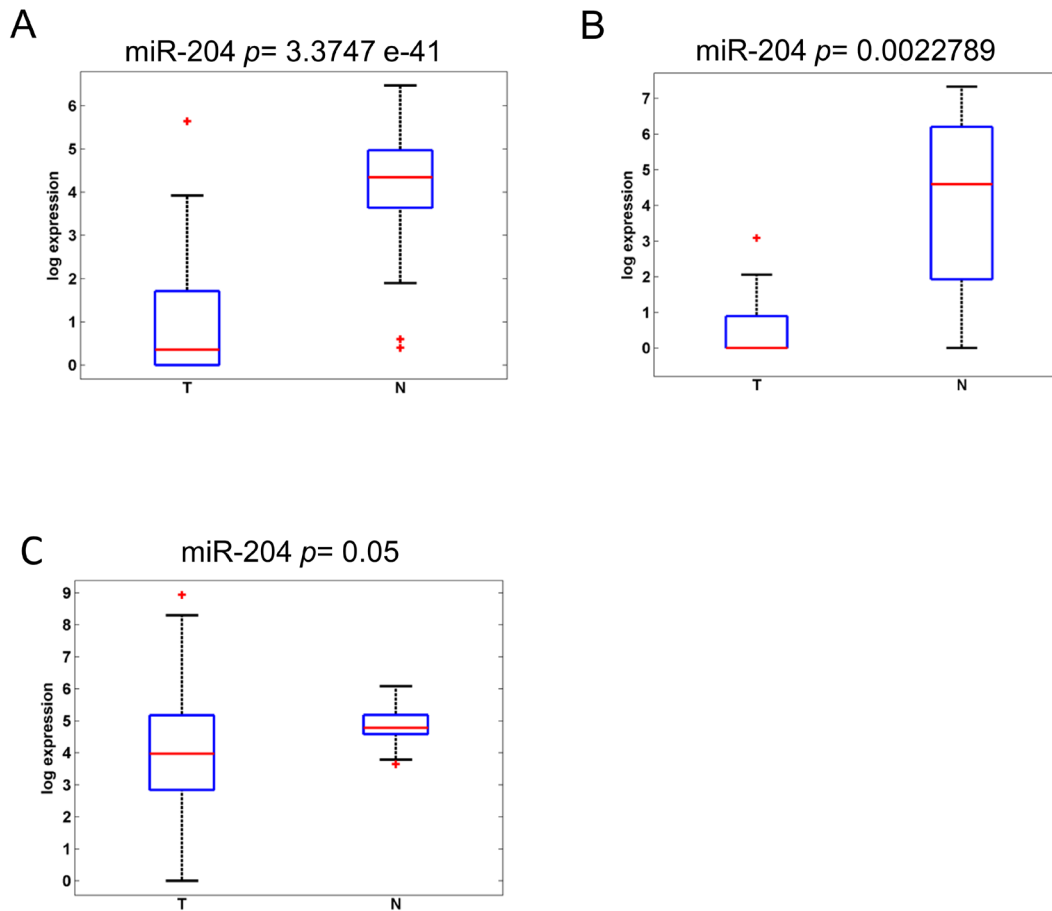 A
miR-204 p= 3.3747 e-41
log expression
6
5
4
3
2
1
0
T N
B
miR-204 p= 0.0022789
log expression
7
6
5
4
3
2
1
0
T N
C
miR-204 p= 0.05
log expression
9
8
7
6
5
4
3
2
1
0
T N